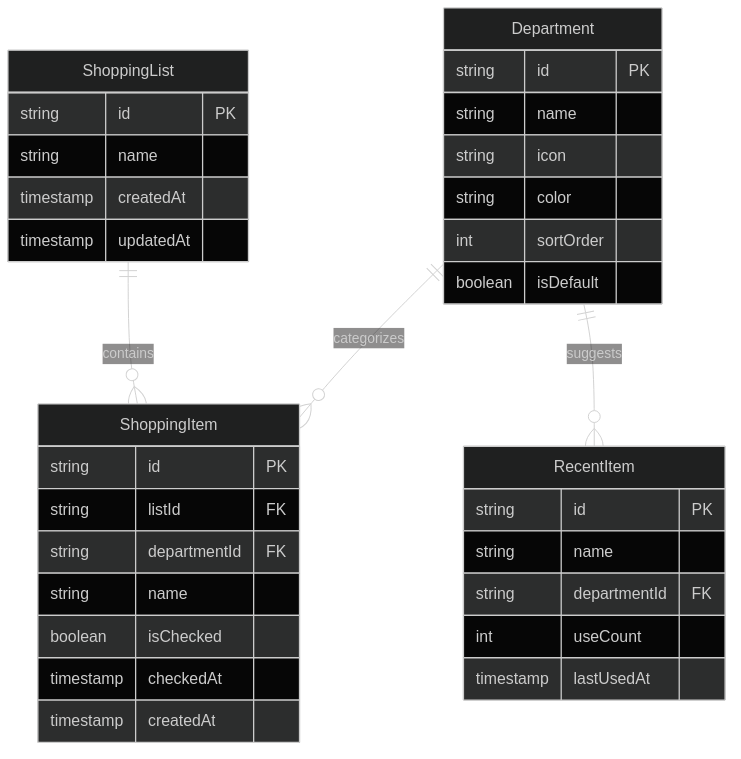 Department
string id PK
string name
string icon
string color
int sortOrder
boolean isDefault
ShoppingList
string id PK
string name
timestamp createdAt
timestamp updatedAt
categorizes
contains
suggests
ShoppingItem
string id PK
string listId FK
string departmentId FK
string name
boolean isChecked
timestamp checkedAt
timestamp createdAt
RecentItem
string id PK
string name
string departmentId FK
int useCount
timestamp lastUsedAt